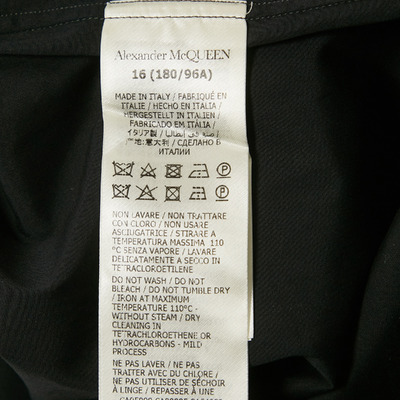 Alexander McQUEEN
16 (180/96A)
MADE IN ITALY / FABRIQUÉ EN
ITALIE / HECHO EN ITALIA /
HERGESTELLT IN ITALIEN /
FABRICADO EM ITÁLIA /
イタリア製 / صنع في إيطاليا /
产地:意大利 / СДЕЛАНО В
ИТАЛИИ
NON LAVARE / NON TRATTARE
CON CLORO / NON USARE
ASCIUGATRICE / STIRARE A
TEMPERATURA MASSIMA 110
°C SENZA VAPORE / LAVARE
DELICATAMENTE A SECCO IN
TETRACLOROETILENE
DO NOT WASH / DO NOT
BLEACH / DO NOT TUMBLE DRY
/ IRON AT MAXIMUM
TEMPERATURE 110°C -
WITHOUT STEAM / DRY
CLEANING IN
TETRACHLOROETHENE OR
HYDROCARBONS - MILD
PROCESS
NE PAS LAVER / NE PAS
TRAITER AVEC DU CHLORE /
NE PAS UTILISER DE SÉCHOIR
À LINGE / REPASSER À UNE